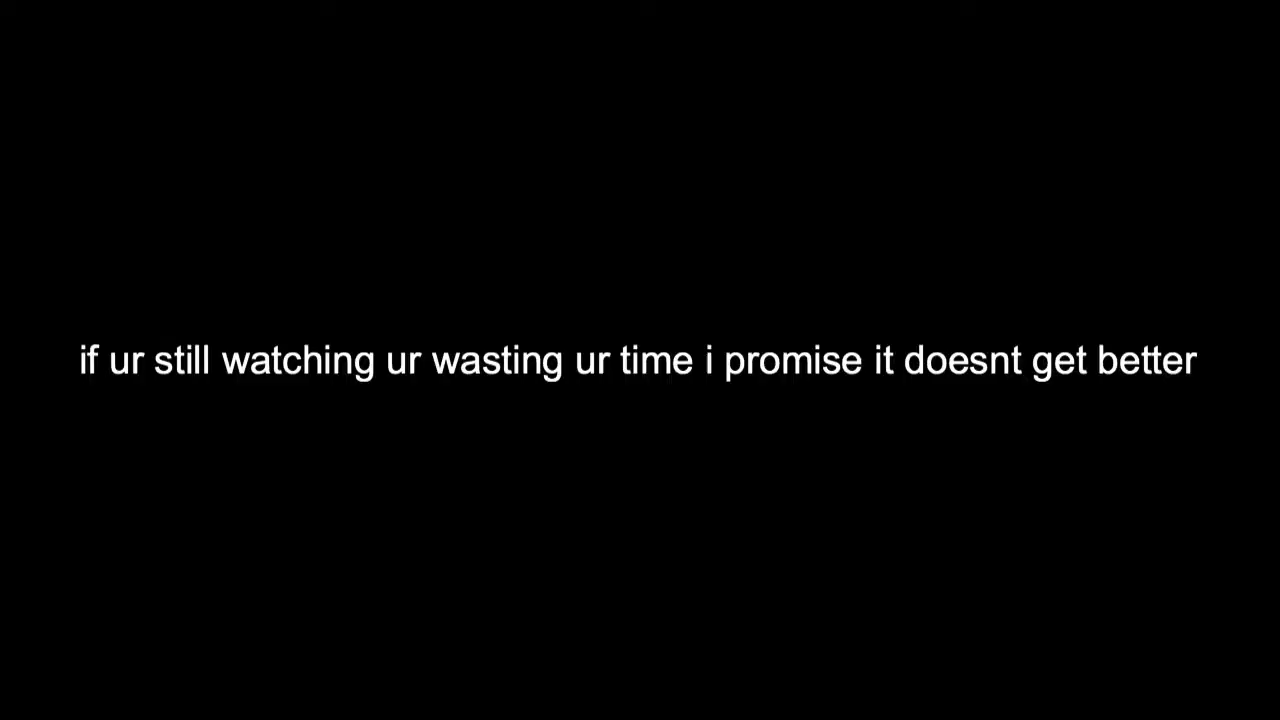 if ur still watching ur wasting ur time i promise it doesnt get better